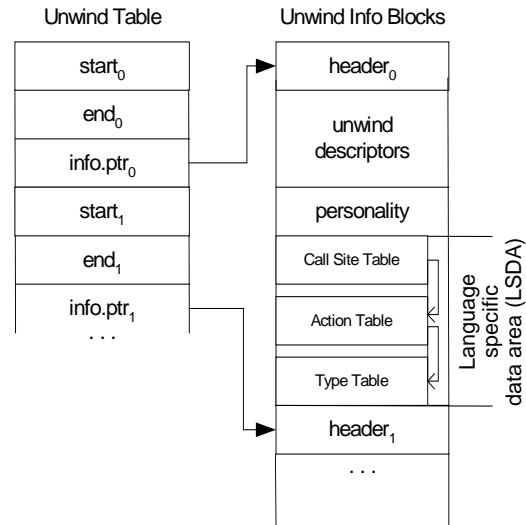 Unwind Table
start0
end0
info.ptr0
start1
end1
info.ptr1
. . .
Unwind Info Blocks
header0
unwind
descriptors
personality
Call Site Table
Action Table
Type Table
header1
. . .
Language
specific
data area (LSDA)